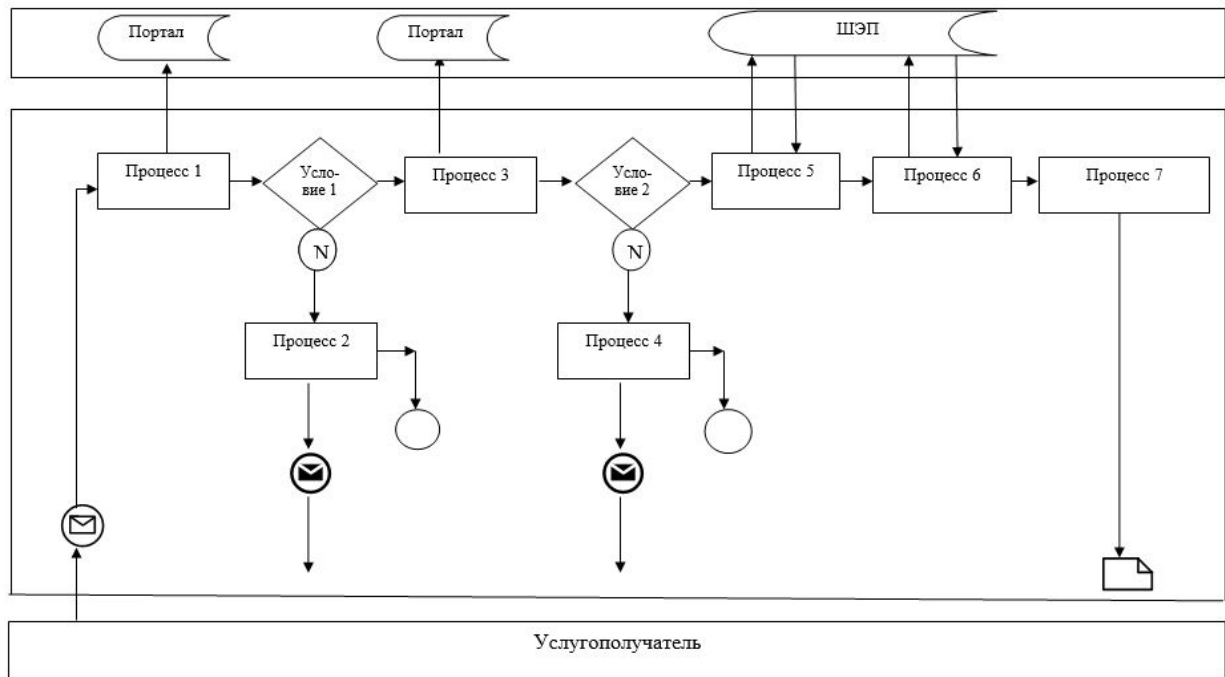 Портал
Портал
ШЭП
Процесс 1
Усло-
вие 1
Процесс 3
Усло-
вие 2
Процесс 5
Процесс 6
Процесс 7
N
N
Процесс 2
Процесс 4
Услугополучатель